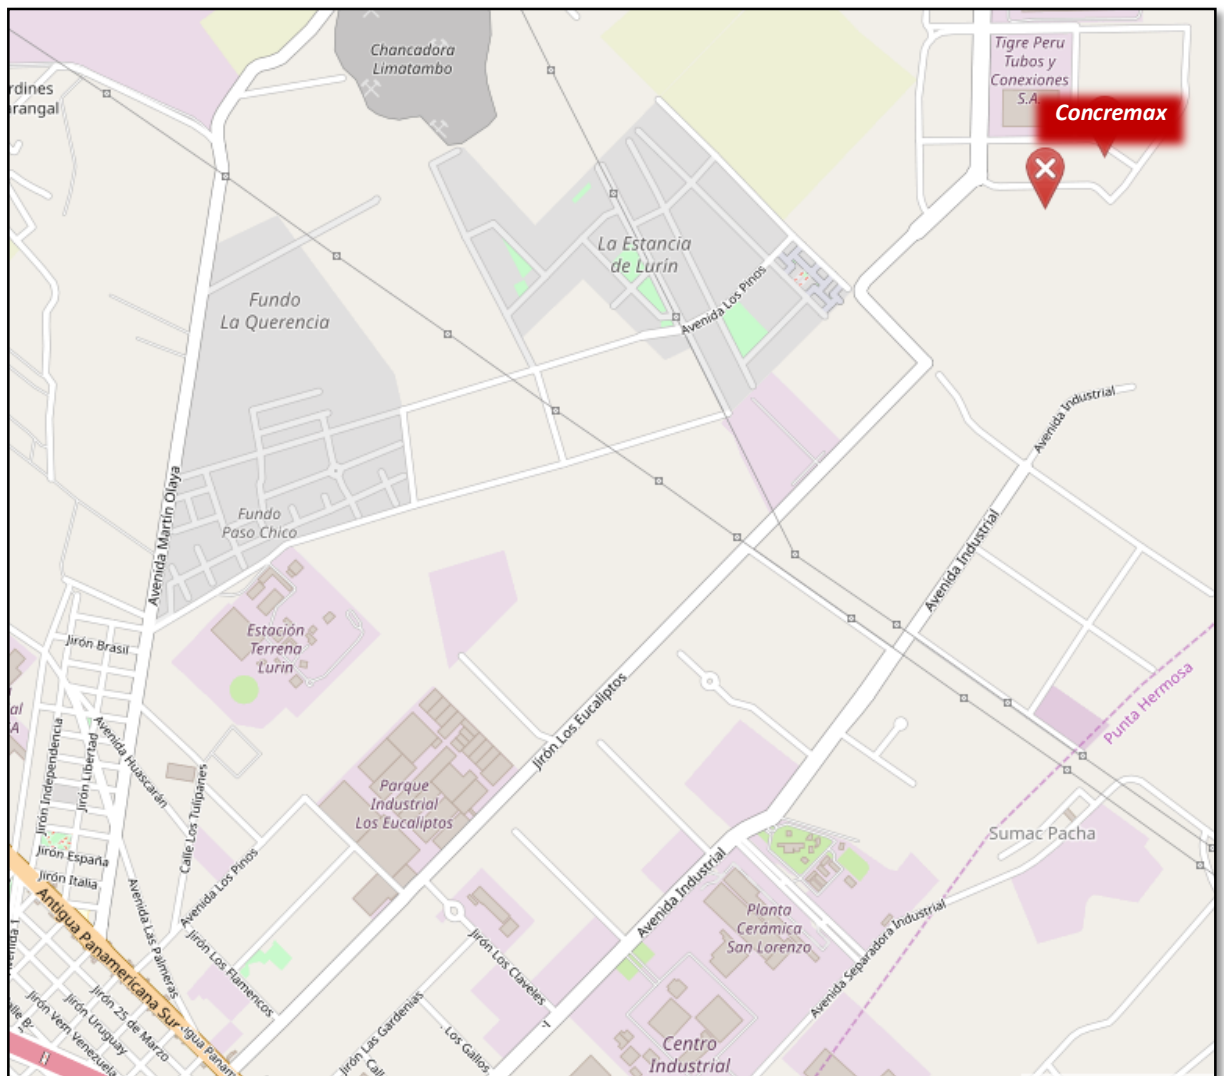 Chancadora
Limatambo
Tigre Peru
Tubos y
Conexiones
S.A.
Concremax
rdines
arangal
La Estancia
de Lurín
Avenida Los Pinos
Fundo
La Querencia
Avenida Industrial
Avenida Martín Olaya
Fundo
Paso Chico
Avenida Industrial
Estación
Terrena
Lurín
Jirón Brasil
Punta Hermosa
al
A
Jirón Los Eucaliptos
Jirón Independencia
Jirón Libertad
Avenida Huascarán
Calle Los Tulipanes
Parque
Industrial
Los Eucaliptos
Sumac Pacha
Jirón España
Jirón Italia
Avenida Los Pinos
Avenida Industrial
Planta
Cerámica
San Lorenzo
Avenida Separadora Industrial
Antigua Panamericana Sur
Avenida Las Palmeras
Jirón Los Flamencos
Jirón Los Claveles
Jirón 25 de Marzo
Jirón Uruguay
Jirón Vern Venezuela
Jirón Las Gardenias
Los Gallos
Centro
Industrial